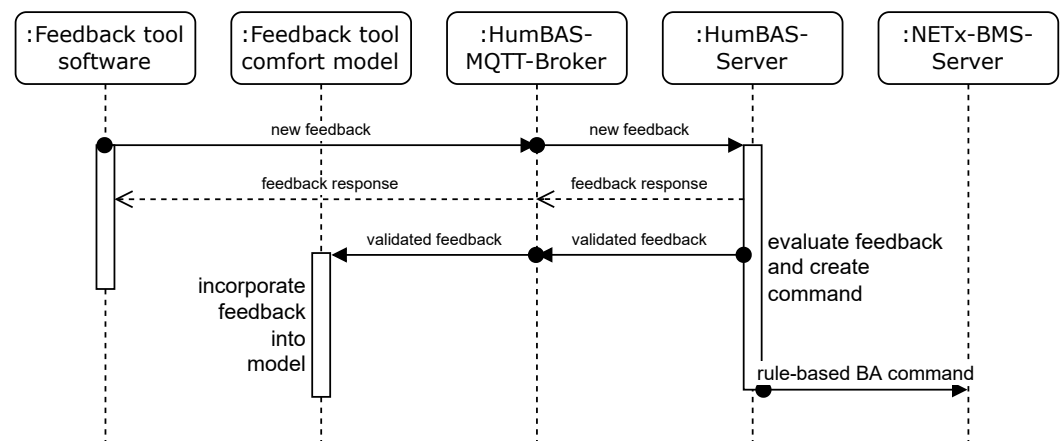 :Feedback tool
software
:Feedback tool
comfort model
:HumBAS-
MQTT-Broker
:HumBAS-
Server
:NETx-BMS-
Server
new feedback
new feedback
feedback response
feedback response
validated feedback
validated feedback
evaluate feedback
and create
command
incorporate
feedback
into
model
rule-based BA command